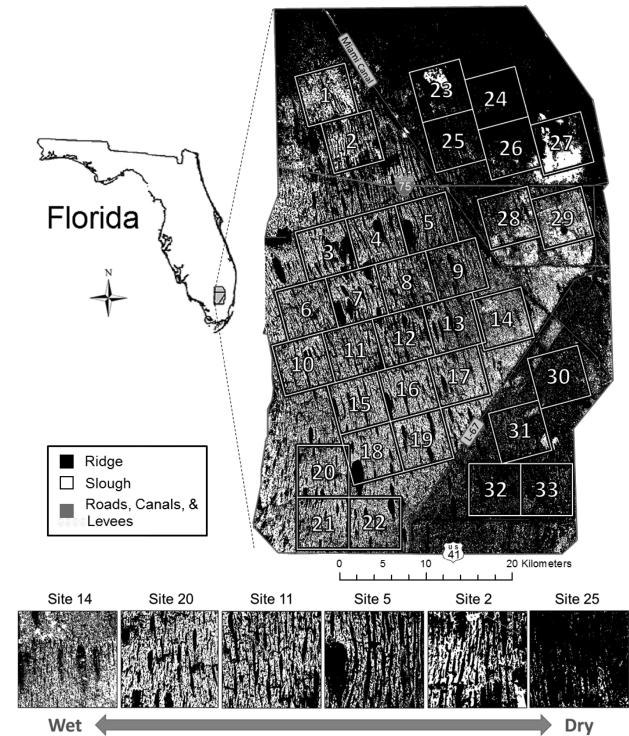 Miami Canal
1
2
23
24
25
26
27
75
28
29
3
4
5
6
7
8
9
10
11
12
13
14
15
16
17
18
19
20
21
22
30
31
32
33
L-67
Florida
N
Ridge
Slough
Roads, Canals, &
Levees
US
41
0 5 10 20 Kilometers
Site 14 Site 20 Site 11 Site 5 Site 2 Site 25
Wet Dry